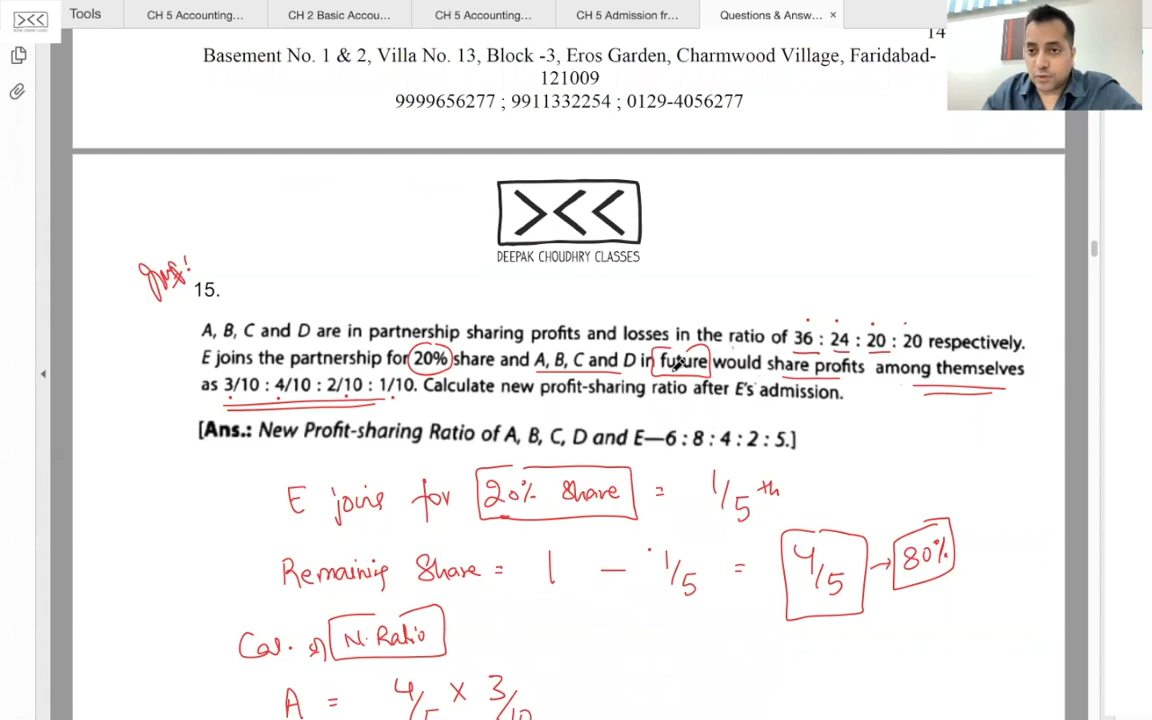 Tools
CH 5 Accounting...
CH 2 Basic Accou...
CH 5 Accounting...
CH 5 Admission fr...
Questions & Answ...
14
Basement No. 1 & 2, Villa No. 13, Block -3, Eros Garden, Charmwood Village, Faridabad-
121009
9999656277 ; 9911332254 ; 0129-4056277
DEEPAK CHOUDHRY CLASSES
15.
A, B, C and D are in partnership sharing profits and losses in the ratio of 36 : 24 : 20 : 20 respectively.
E joins the partnership for 20% share and A, B, C and D in future would share profits among themselves
as 3/10 : 4/10 : 2/10 : 1/10. Calculate new profit-sharing ratio after E's admission.
[Ans.: New Profit-sharing Ratio of A, B, C, D and E—6 : 8 : 4 : 2 : 5.]
E joins for 20% Share = 1/5 th
Remaining Share = 1 — 1/5 = 4/5 → 80%
Cal. of N. Ratio
A = 4/5 × 3/10